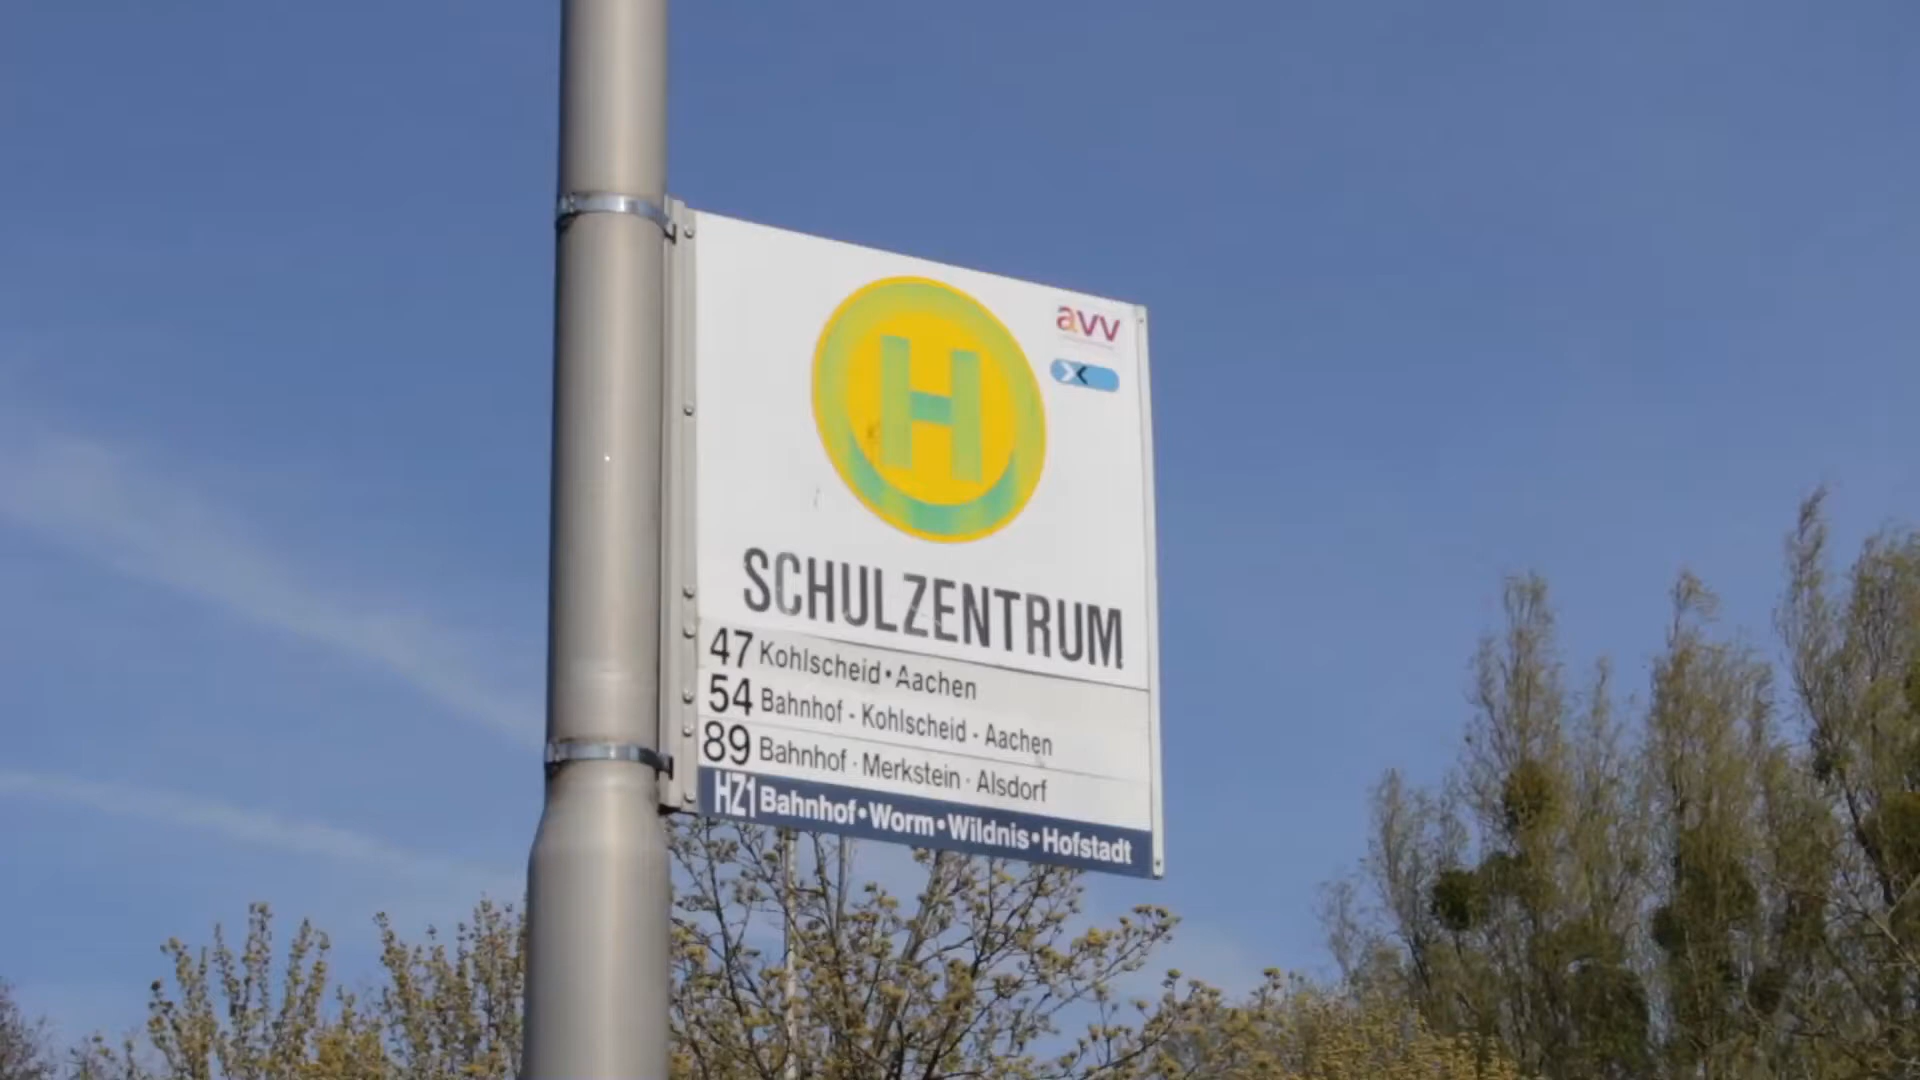 H
avv
SCHULZENTRUM
47 Kohlscheid • Aachen
54 Bahnhof - Kohlscheid - Aachen
89 Bahnhof · Merkstein · Alsdorf
HZ1 Bahnhof • Worm • Wildnis • Hofstadt